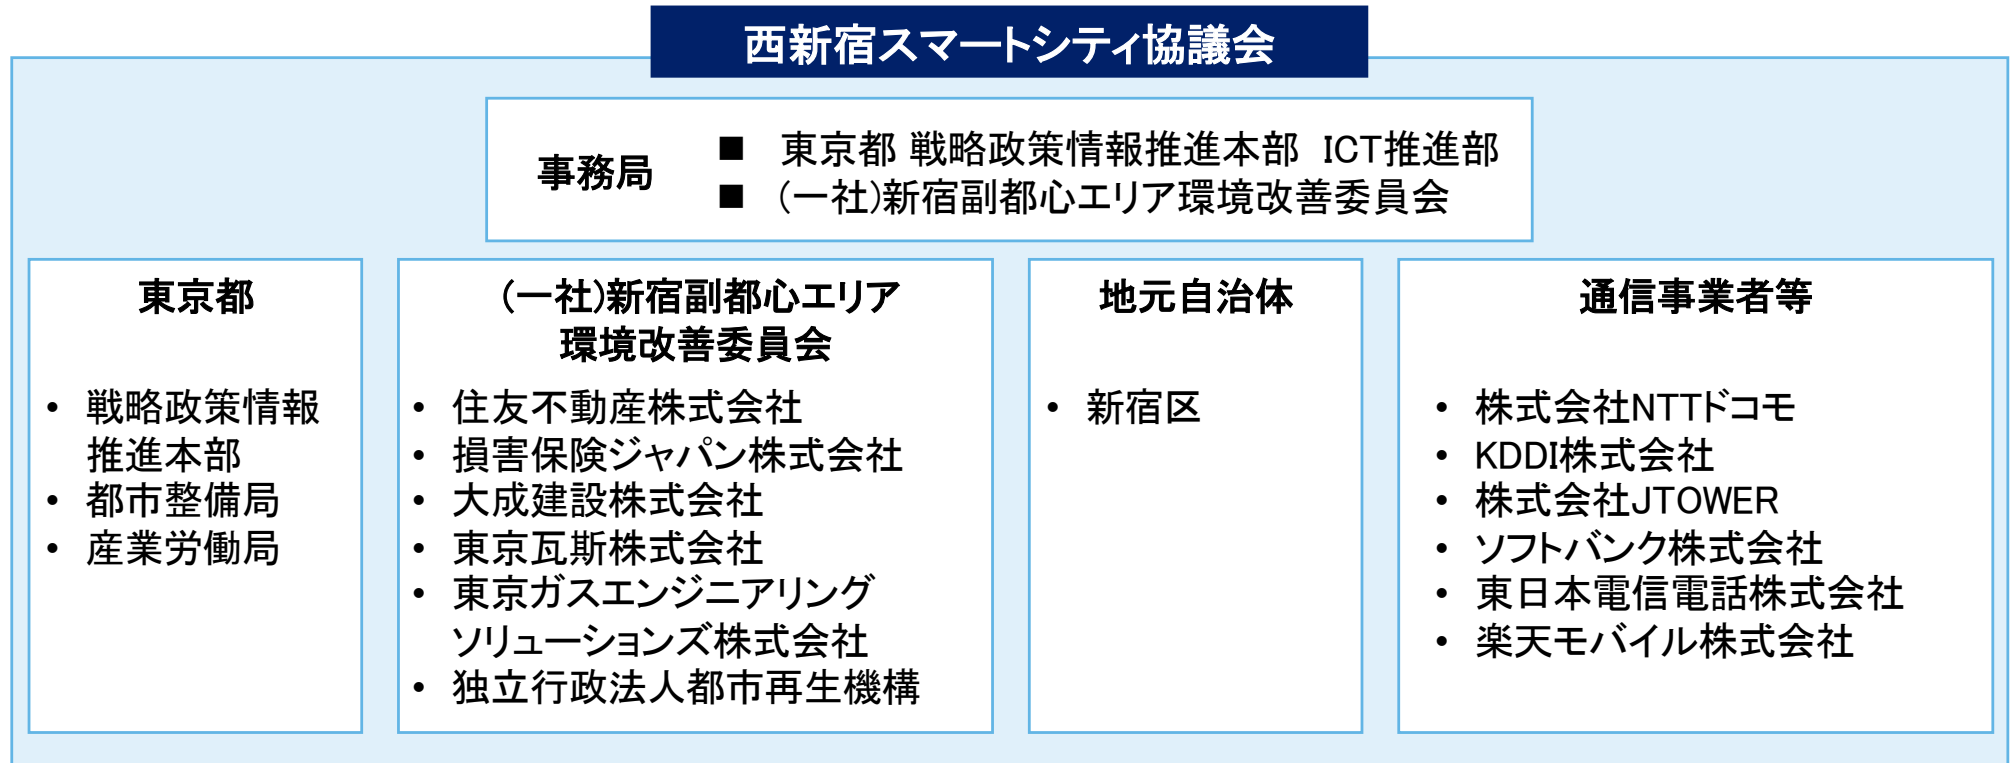 西新宿スマートシティ協議会
事務局
■ 東京都 戦略政策情報推進本部 ICT推進部
■ (一社)新宿副都心エリア環境改善委員会
東京都
• 戦略政策情報
推進本部
• 都市整備局
• 産業労働局
(一社)新宿副都心エリア
環境改善委員会
• 住友不動産株式会社
• 損害保険ジャパン株式会社
• 大成建設株式会社
• 東京瓦斯株式会社
• 東京ガスエンジニアリング
ソリューションズ株式会社
• 独立行政法人都市再生機構
地元自治体
• 新宿区
通信事業者等
• 株式会社NTTドコモ
• KDDI株式会社
• 株式会社JTOWER
• ソフトバンク株式会社
• 東日本電信電話株式会社
• 楽天モバイル株式会社